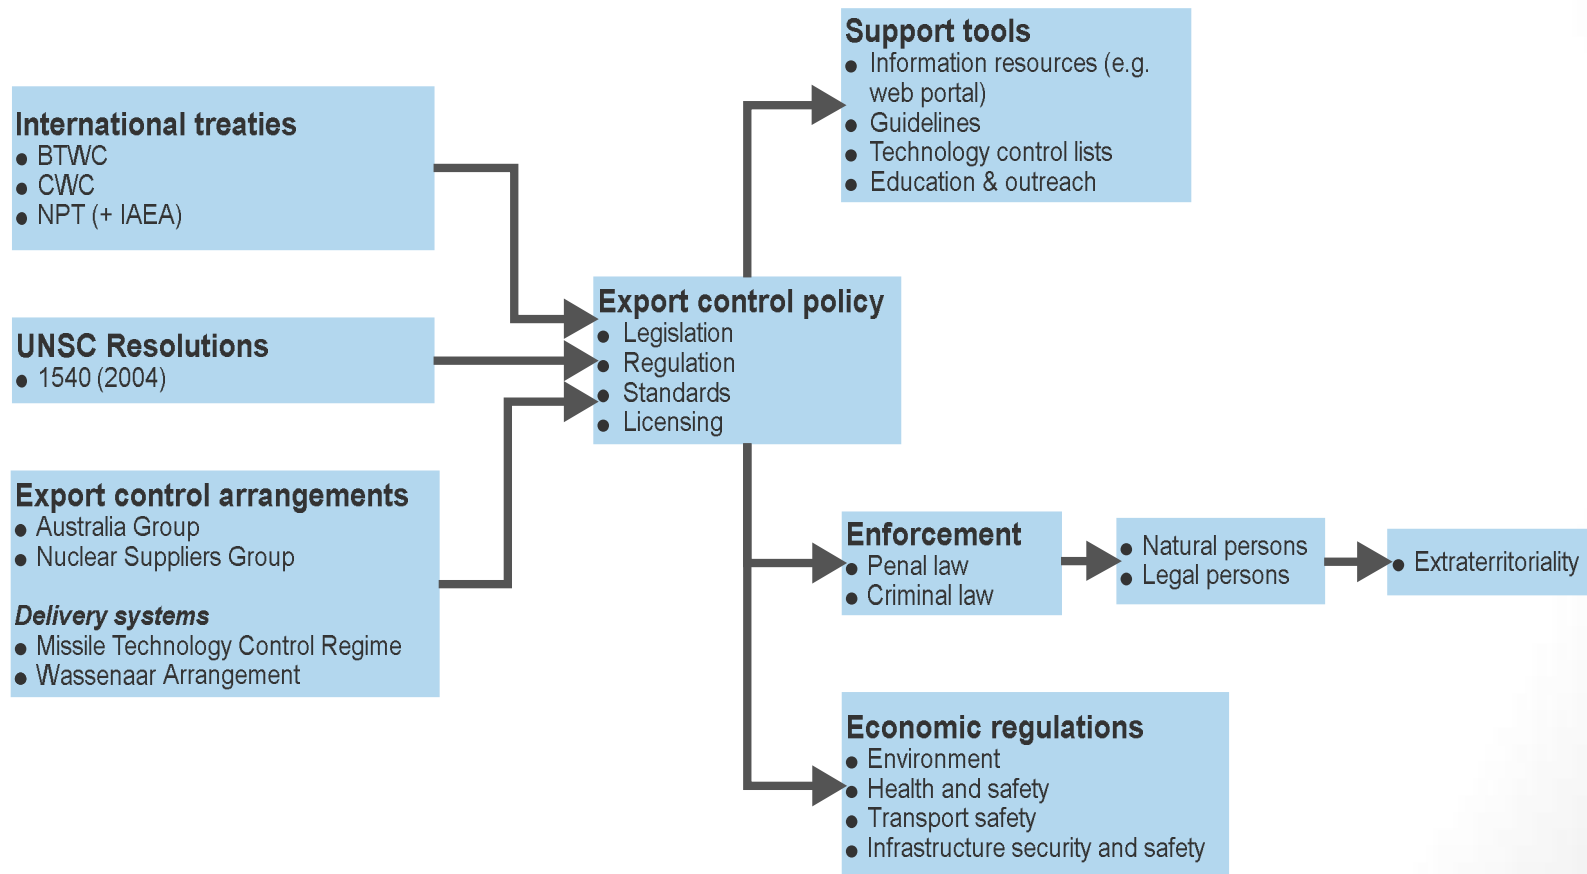 International treaties
● BTWC
● CWC
● NPT (+ IAEA)
UNSC Resolutions
● 1540 (2004)
Export control arrangements
● Australia Group
● Nuclear Suppliers Group
Delivery systems
● Missile Technology Control Regime
● Wassenaar Arrangement
Export control policy
● Legislation
● Regulation
● Standards
● Licensing
Support tools
● Information resources (e.g.
web portal)
● Guidelines
● Technology control lists
● Education & outreach
Enforcement
● Penal law
● Criminal law
● Natural persons
● Legal persons
● Extraterritoriality
Economic regulations
● Environment
● Health and safety
● Transport safety
● Infrastructure security and safety